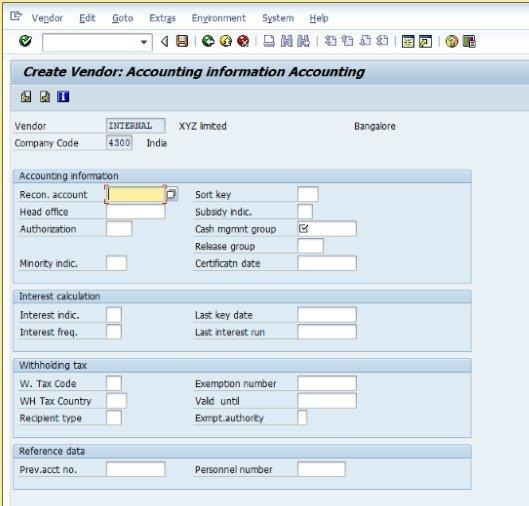 Vendor Edit Goto Extras Environment System Help
Create Vendor: Accounting information Accounting
Vendor INTERNAL XYZ limted Bangalore
Company Code 4300 India
Accounting information
Recon. account Sort key
Head office Subsidy indic.
Authorization Cash mgmnt group
Release group
Minority indic. Certificatn date
Interest calculation
Interest indic. Last key date
Interest freq. Last interest run
Withholding tax
W. Tax Code Exemption number
WH Tax Country Valid until
Recipient type Exmpt.authority
Reference data
Prev.acct no. Personnel number